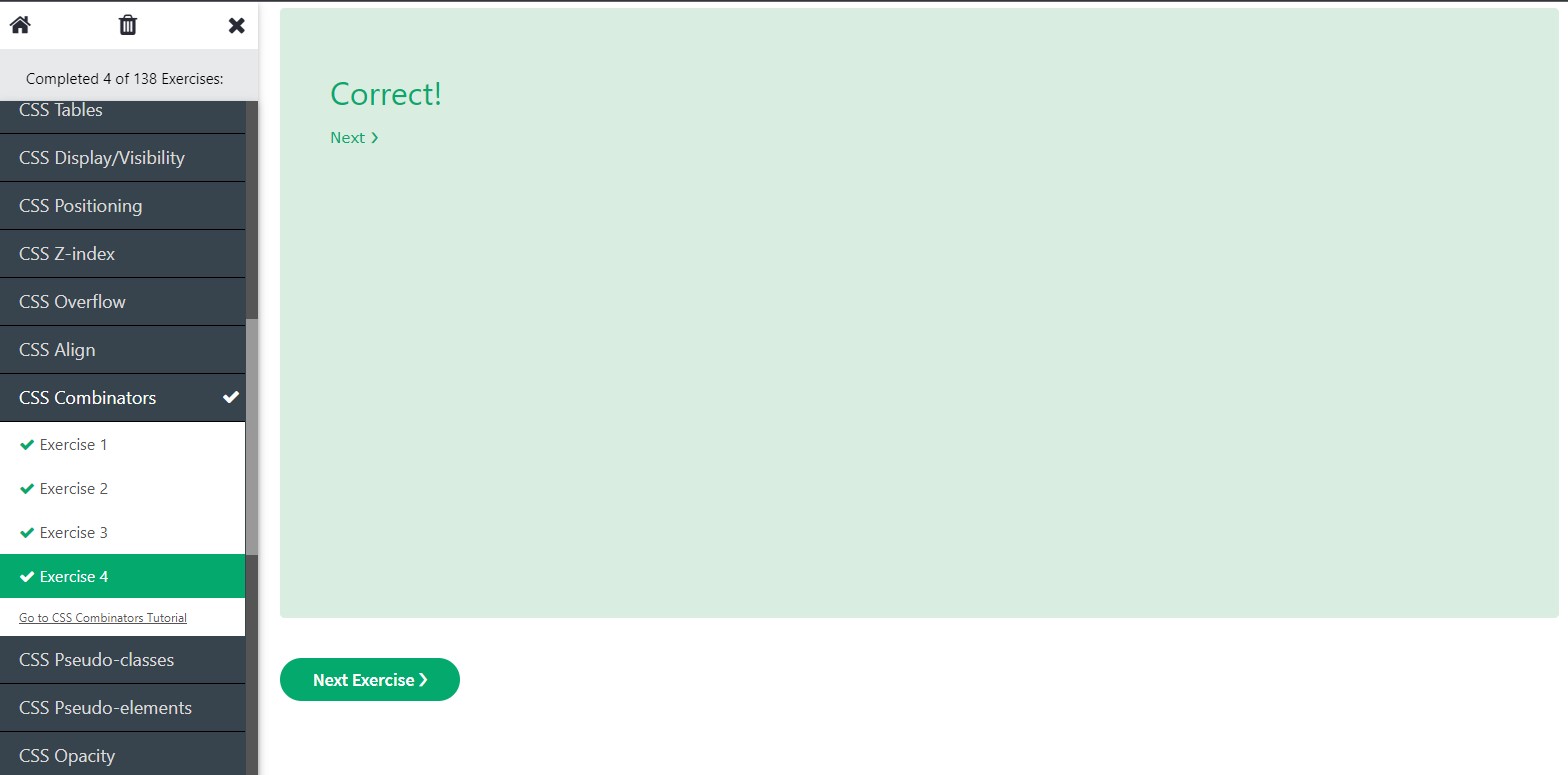 Completed 4 of 138 Exercises:
CSS Tables
CSS Display/Visibility
CSS Positioning
CSS Z-index
CSS Overflow
CSS Align
CSS Combinators
Exercise 1
Exercise 2
Exercise 3
Exercise 4
Go to CSS Combinators Tutorial
CSS Pseudo-classes
CSS Pseudo-elements
CSS Opacity
Correct!
Next ❯
Next Exercise ❯